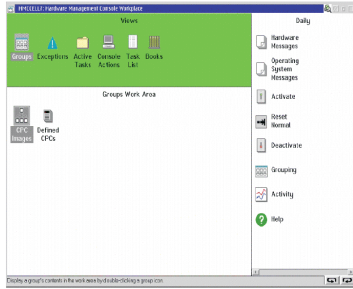 HMCCELL7: Hardware Management Console Workplace
Views
Groups
Exceptions
Active Tasks
Console Actions
Task List
Books
Groups Work Area
CPC Images
Defined CPCs
Daily
Hardware Messages
Operating System Messages
Activate
Reset Normal
Deactivate
Grouping
Activity
Help
Display a group's contents in the work area by double-clicking a group icon